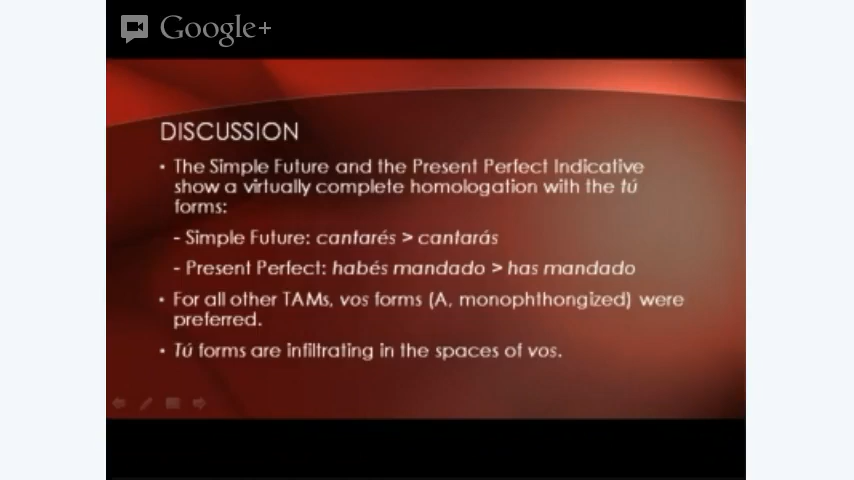 Google+
DISCUSSION
• The Simple Future and the Present Perfect Indicative
show a virtually complete homologation with the tú
forms:
- Simple Future: cantarés > cantarás
- Present Perfect: habés mandado > has mandado
• For all other TAMs, vos forms (A, monophthongized) were
preferred.
• Tú forms are infiltrating in the spaces of vos.